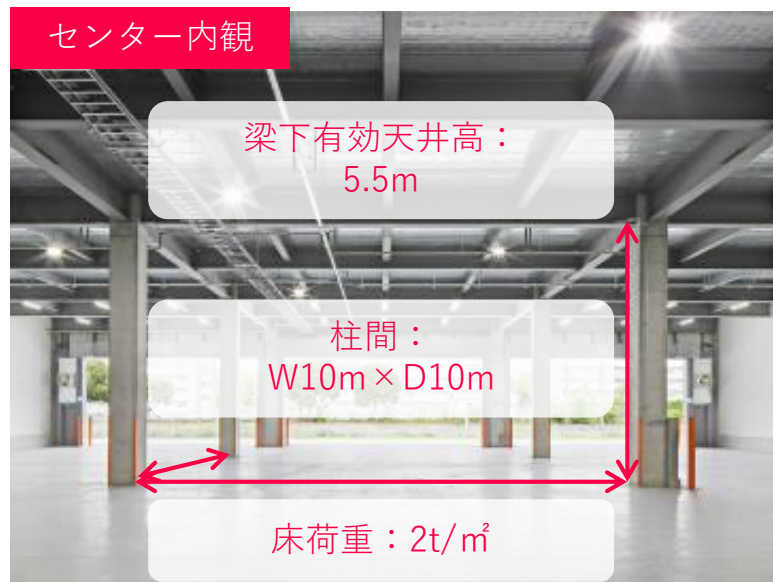 センター内観
梁下有効天井高：
5.5m
柱間：
W10m×D10m
床荷重：2t/㎡